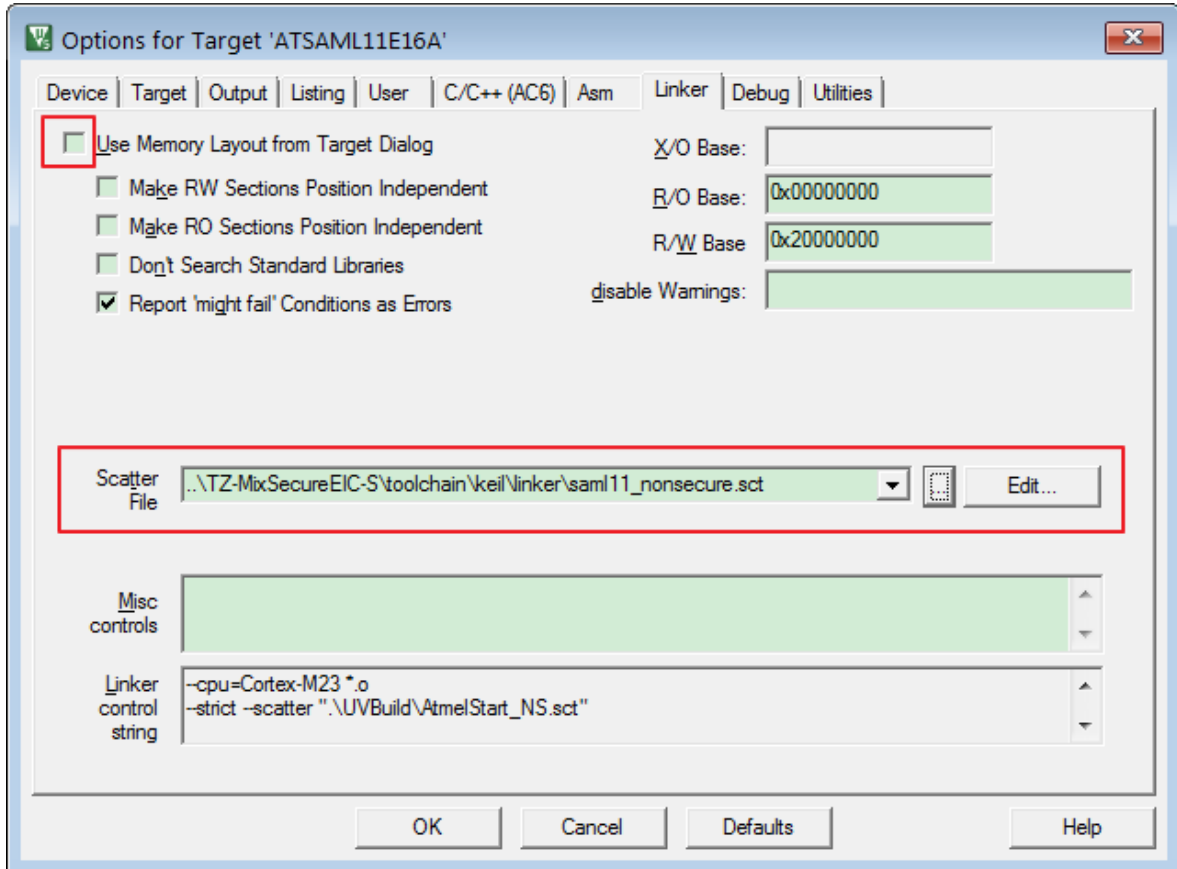 Options for Target 'ATSAML11E16A'
Device Target Output Listing User C/C++ (AC6) Asm Linker Debug Utilities
Use Memory Layout from Target Dialog
X/O Base:
Make RW Sections Position Independent
R/O Base: 0x00000000
Make RO Sections Position Independent
R/W Base 0x20000000
Don't Search Standard Libraries
disable Warnings:
Report 'might fail' Conditions as Errors
Scatter
File
..\TZ-MixSecureEIC-S\toolchain\keil\linker\saml11_nonsecure.sct
...
Edit...
Misc
controls
Linker
control
string
--cpu=Cortex-M23 *.o
--strict --scatter ".\UVBuild\AtmelStart_NS.sct"
OK Cancel Defaults Help